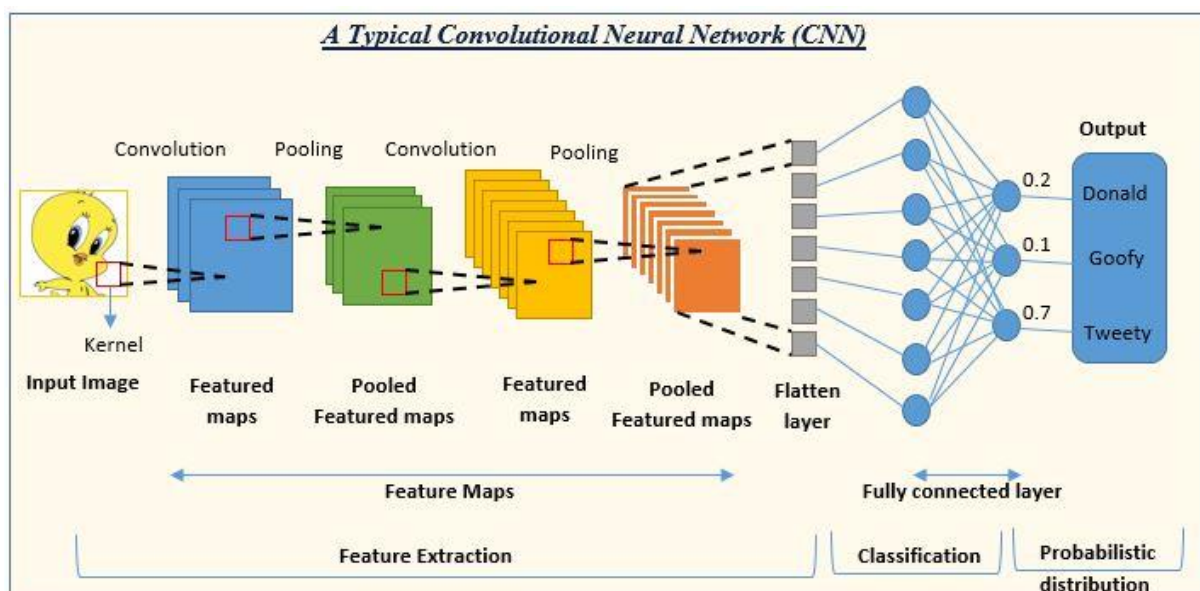 A Typical Convolutional Neural Network (CNN)
Convolution
Pooling
Convolution
Pooling
Kernel
Input Image
Featured
maps
Pooled
Featured maps
Featured
maps
Pooled
Featured maps
Flatten
layer
0.2
0.1
0.7
Output
Donald
Goofy
Tweety
Feature Maps
Fully connected layer
Feature Extraction
Classification
Probabilistic
distribution